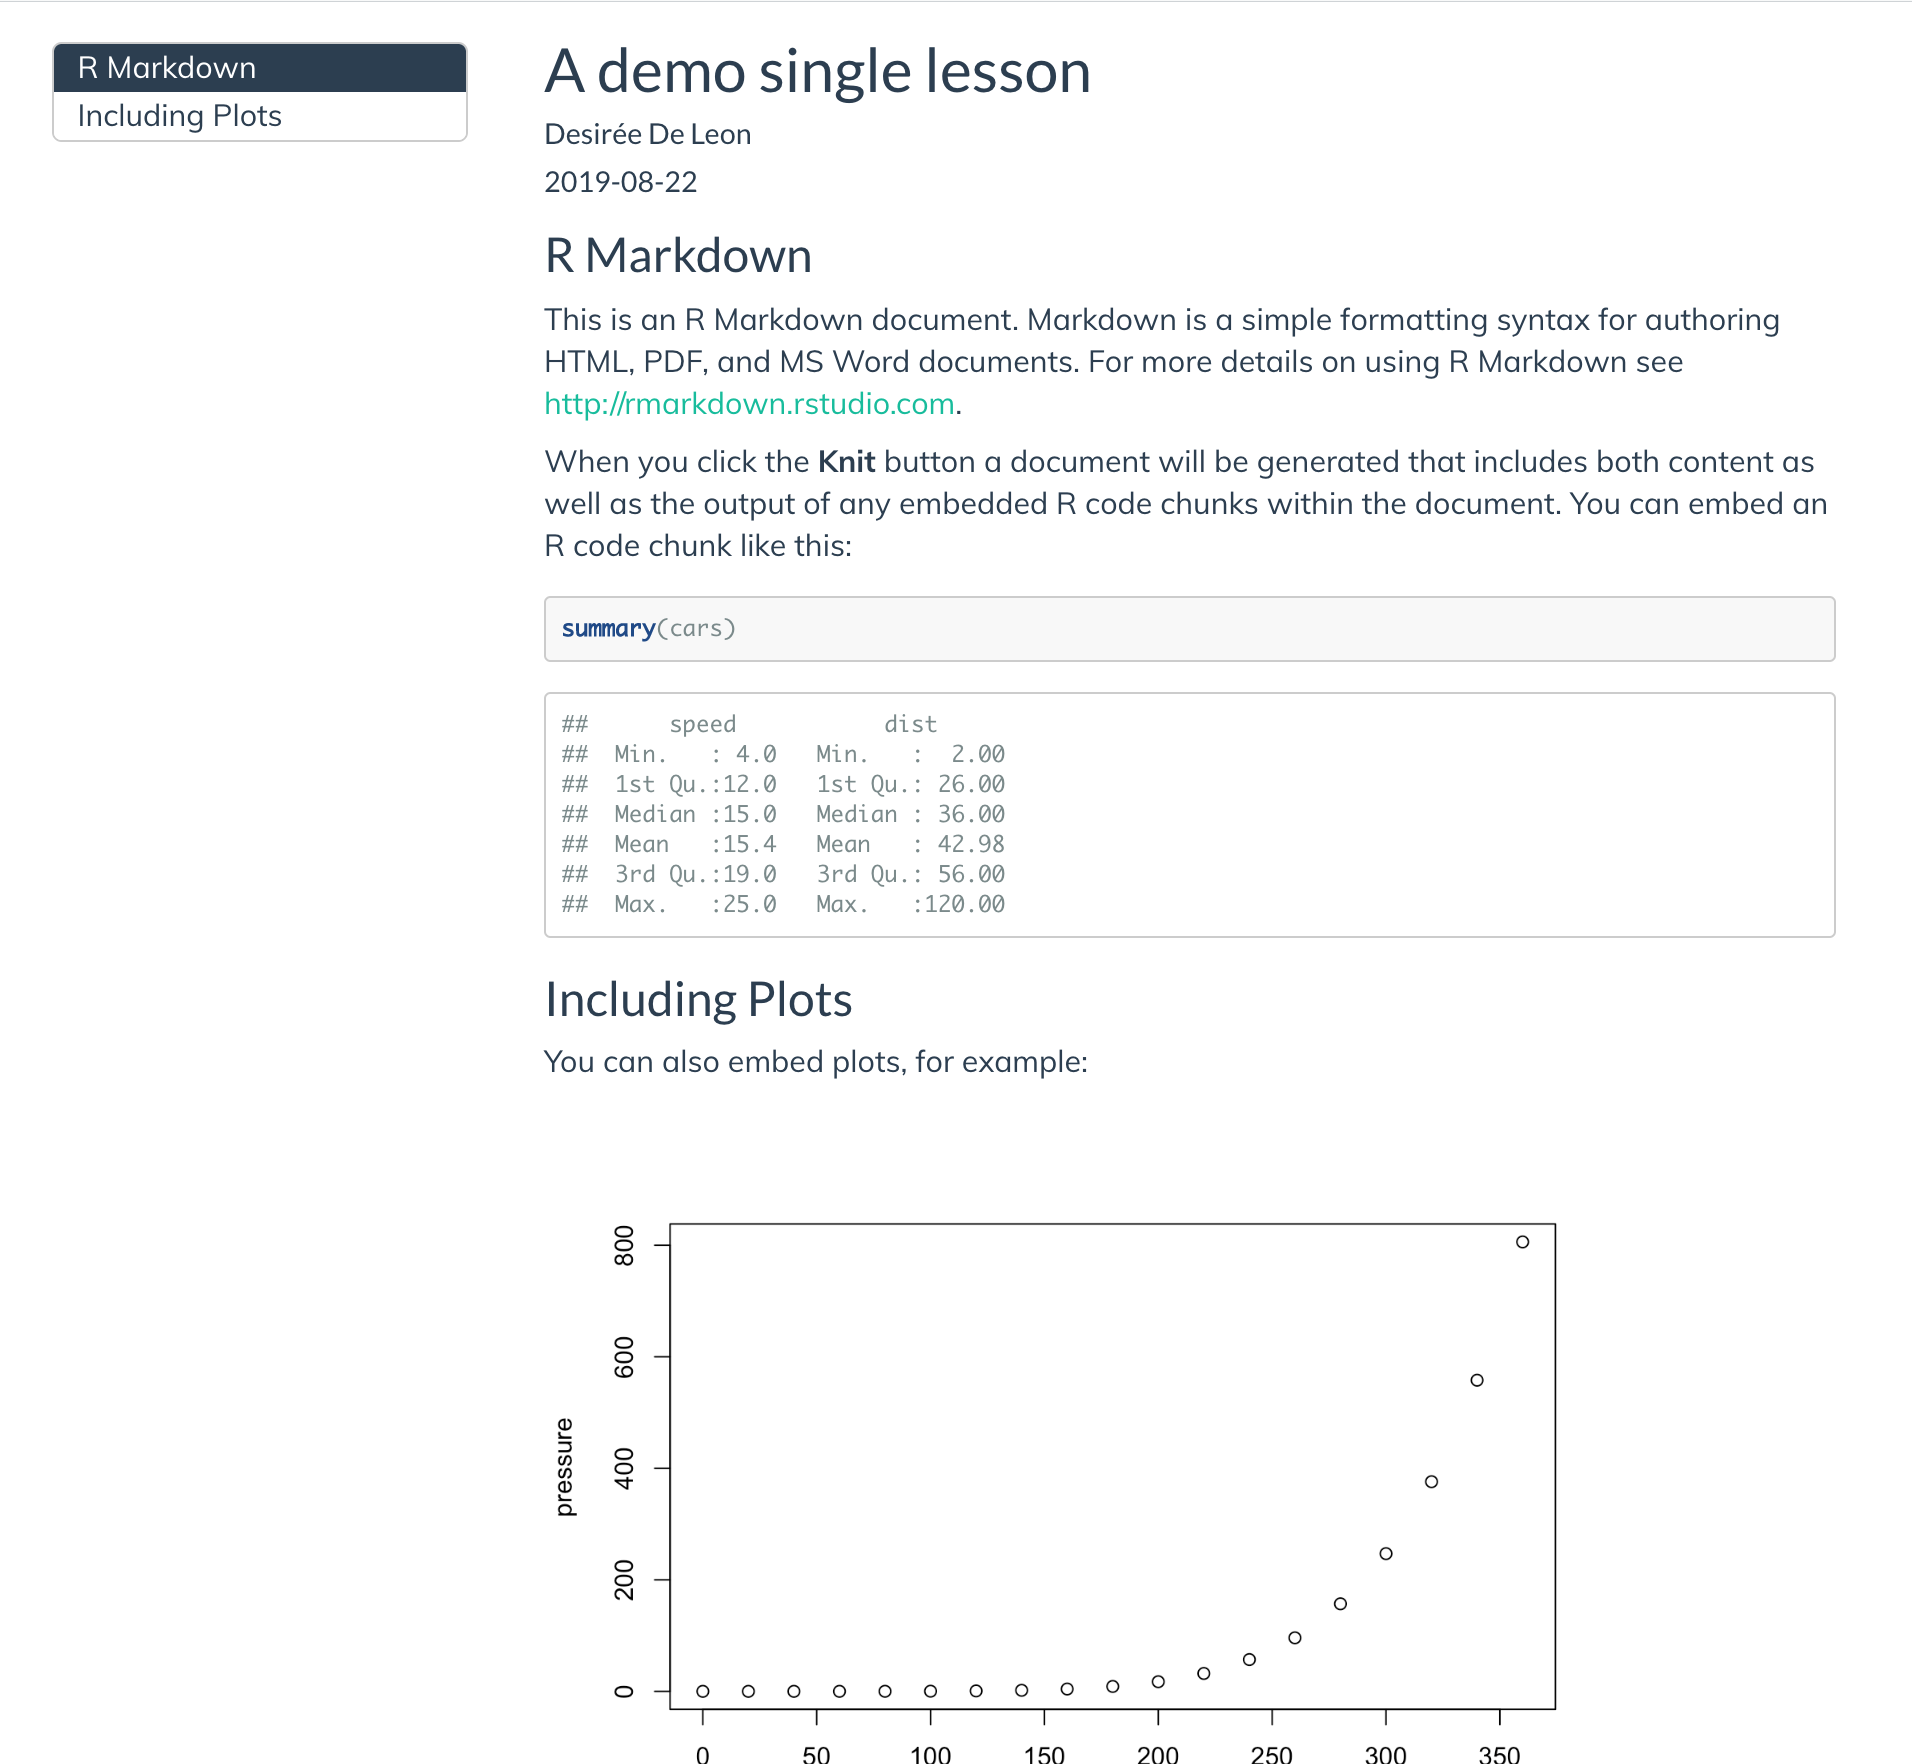 R Markdown
Including Plots
A demo single lesson
Desirée De Leon
2019-08-22
R Markdown
This is an R Markdown document. Markdown is a simple formatting syntax for authoring
HTML, PDF, and MS Word documents. For more details on using R Markdown see
http://rmarkdown.rstudio.com.
When you click the Knit button a document will be generated that includes both content as
well as the output of any embedded R code chunks within the document. You can embed an
R code chunk like this:
summary(cars)
##      speed           dist
##  Min.   : 4.0   Min.   :  2.00
##  1st Qu.:12.0   1st Qu.: 26.00
##  Median :15.0   Median : 36.00
##  Mean   :15.4   Mean   : 42.98
##  3rd Qu.:19.0   3rd Qu.: 56.00
##  Max.   :25.0   Max.   :120.00
Including Plots
You can also embed plots, for example:
800
600
400
200
0
pressure
0 50 100 150 200 250 300 350